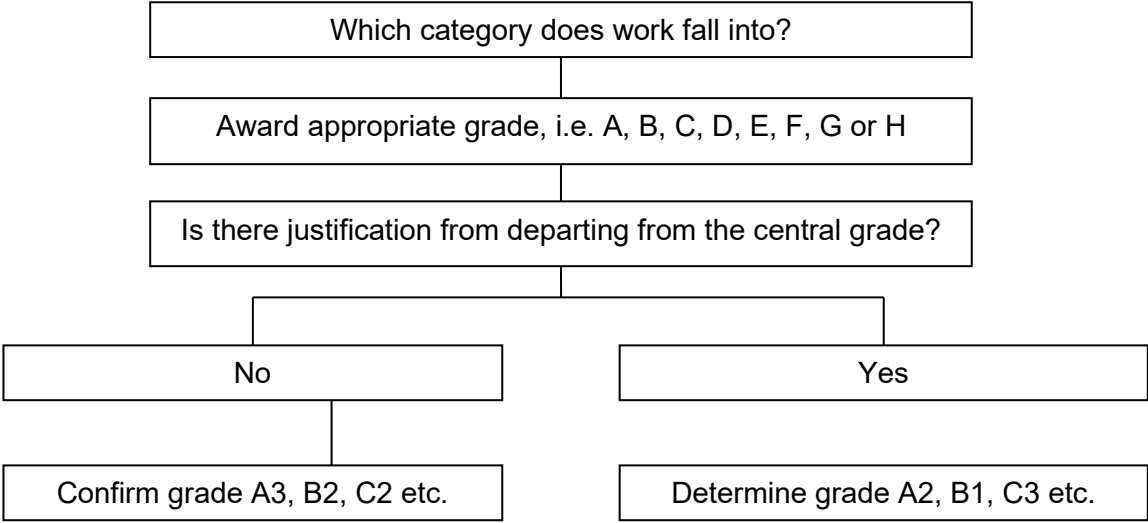 Which category does work fall into?
Award appropriate grade, i.e. A, B, C, D, E, F, G or H
Is there justification from departing from the central grade?
No
Yes
Confirm grade A3, B2, C2 etc.
Determine grade A2, B1, C3 etc.